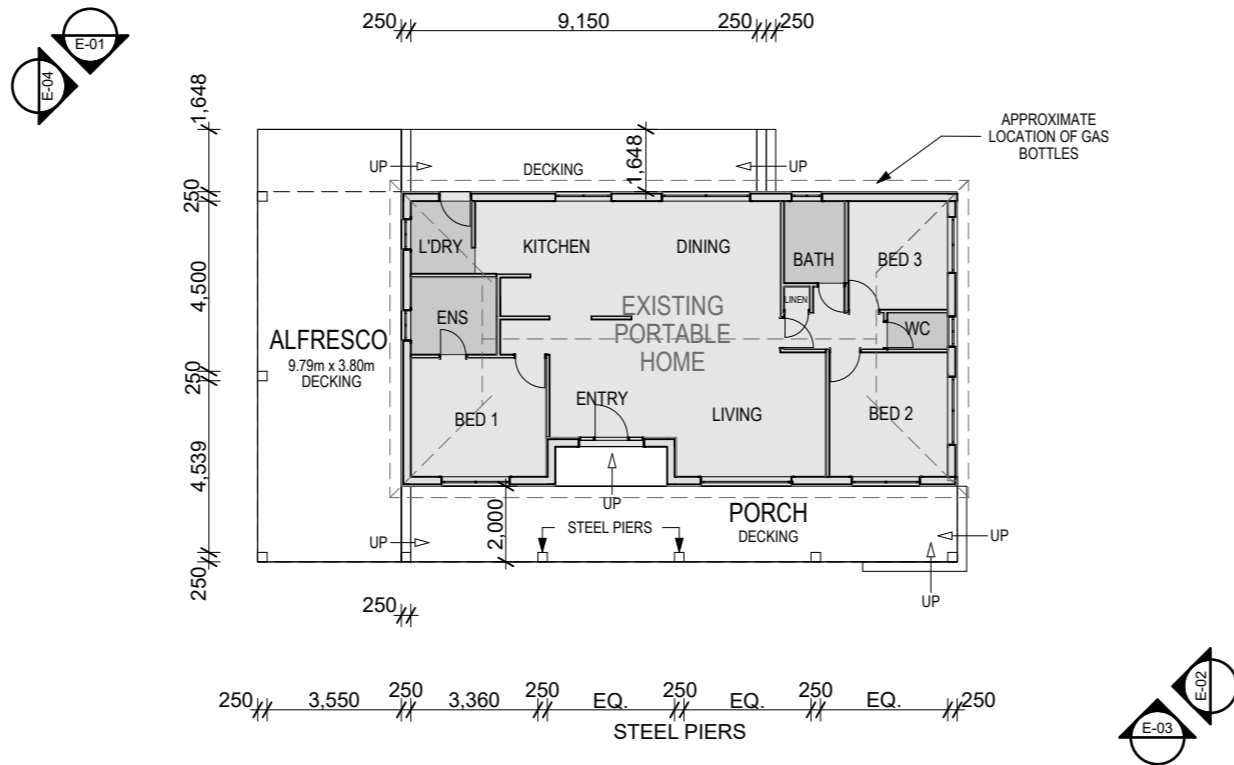 250
9,150
250
250
E-01
E-04
1,648
250
4,500
250
4,539
250
APPROXIMATE
LOCATION OF GAS
BOTTLES
UP
DECKING
1,648
UP
L'DRY
KITCHEN
DINING
BATH
BED 3
LINEN
ENS
EXISTING
PORTABLE
HOME
WC
ALFRESCO
9.79m x 3.80m
DECKING
BED 1
ENTRY
LIVING
BED 2
UP
2,000
UP
STEEL PIERS
PORCH
DECKING
UP
UP
250
250
3,550
250
3,360
250
EQ.
250
EQ.
250
EQ.
250
STEEL PIERS
E-02
E-03